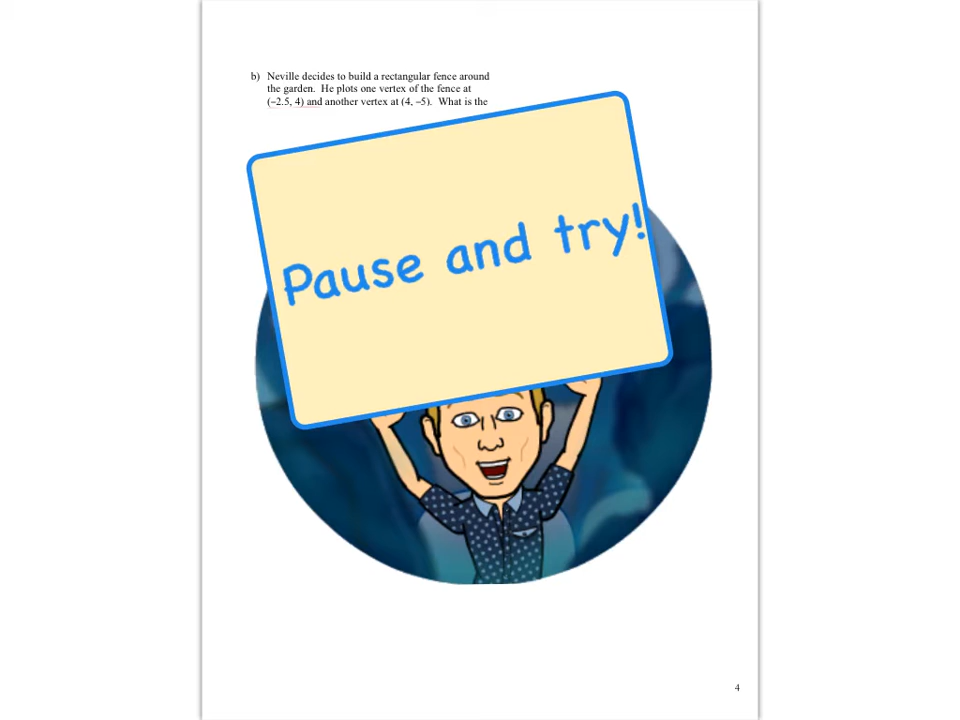 b) Neville decides to build a rectangular fence around
the garden. He plots one vertex of the fence at
(–2.5, 4) and another vertex at (4, –5). What is the
Pause and try!
4